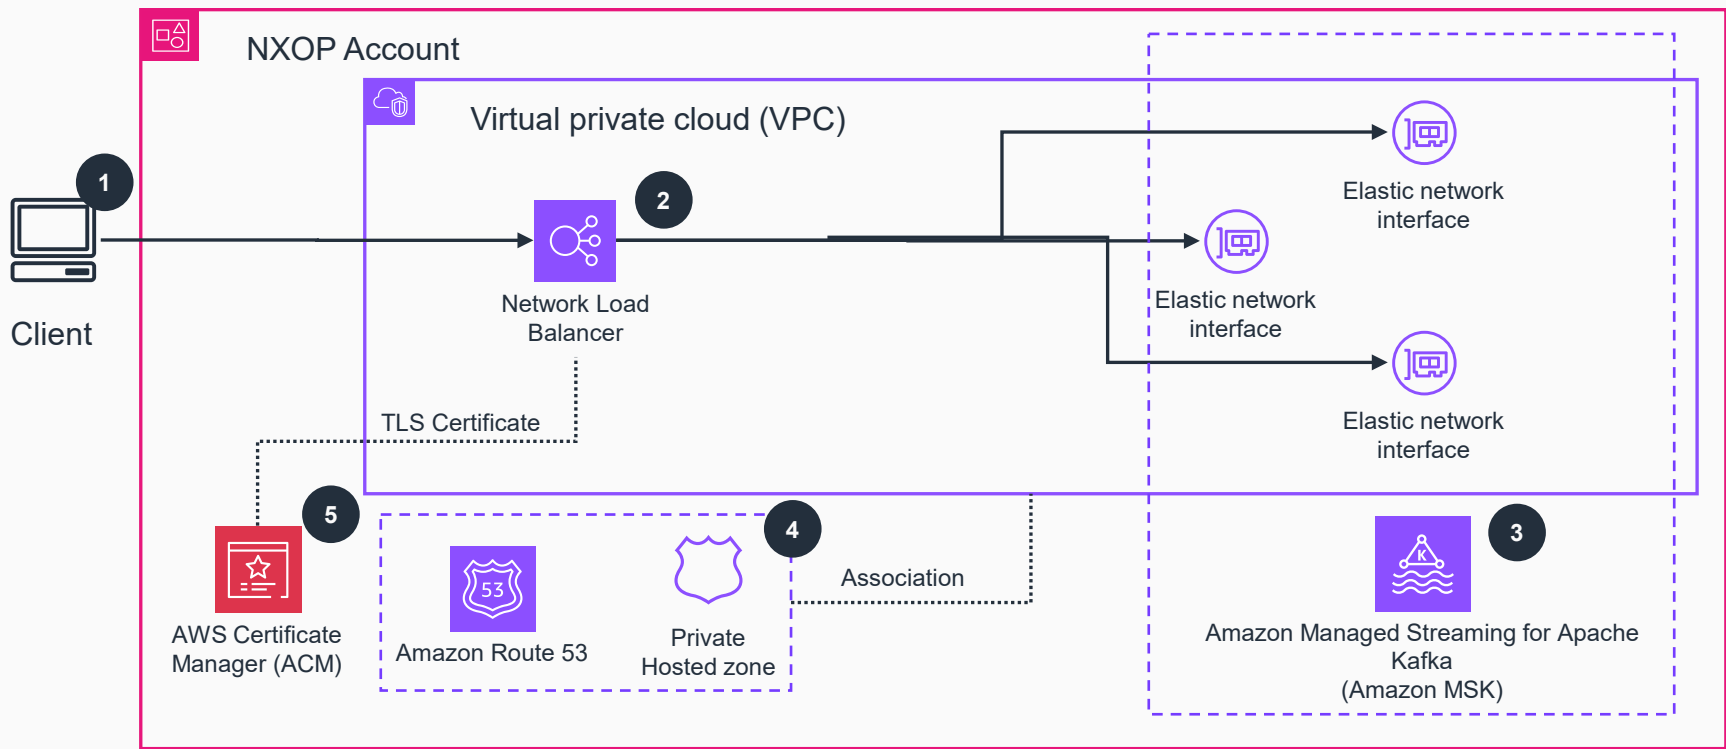 NXOP Account
Virtual private cloud (VPC)
1
Client
2
Network Load
Balancer
Elastic network
interface
Elastic network
interface
Elastic network
interface
TLS Certificate
5
AWS Certificate
Manager (ACM)
53
Amazon Route 53
4
Private
Hosted zone
Association
3
K
Amazon Managed Streaming for Apache
Kafka
(Amazon MSK)